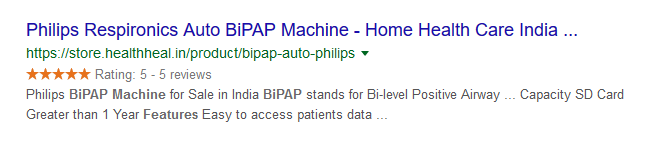 Philips Respironics Auto BiPAP Machine - Home Health Care India ...
https://store.healthheal.in/product/bipap-auto-philips
Rating: 5 - 5 reviews
Philips BiPAP Machine for Sale in India BiPAP stands for Bi-level Positive Airway ... Capacity SD Card
Greater than 1 Year Features Easy to access patients data ...